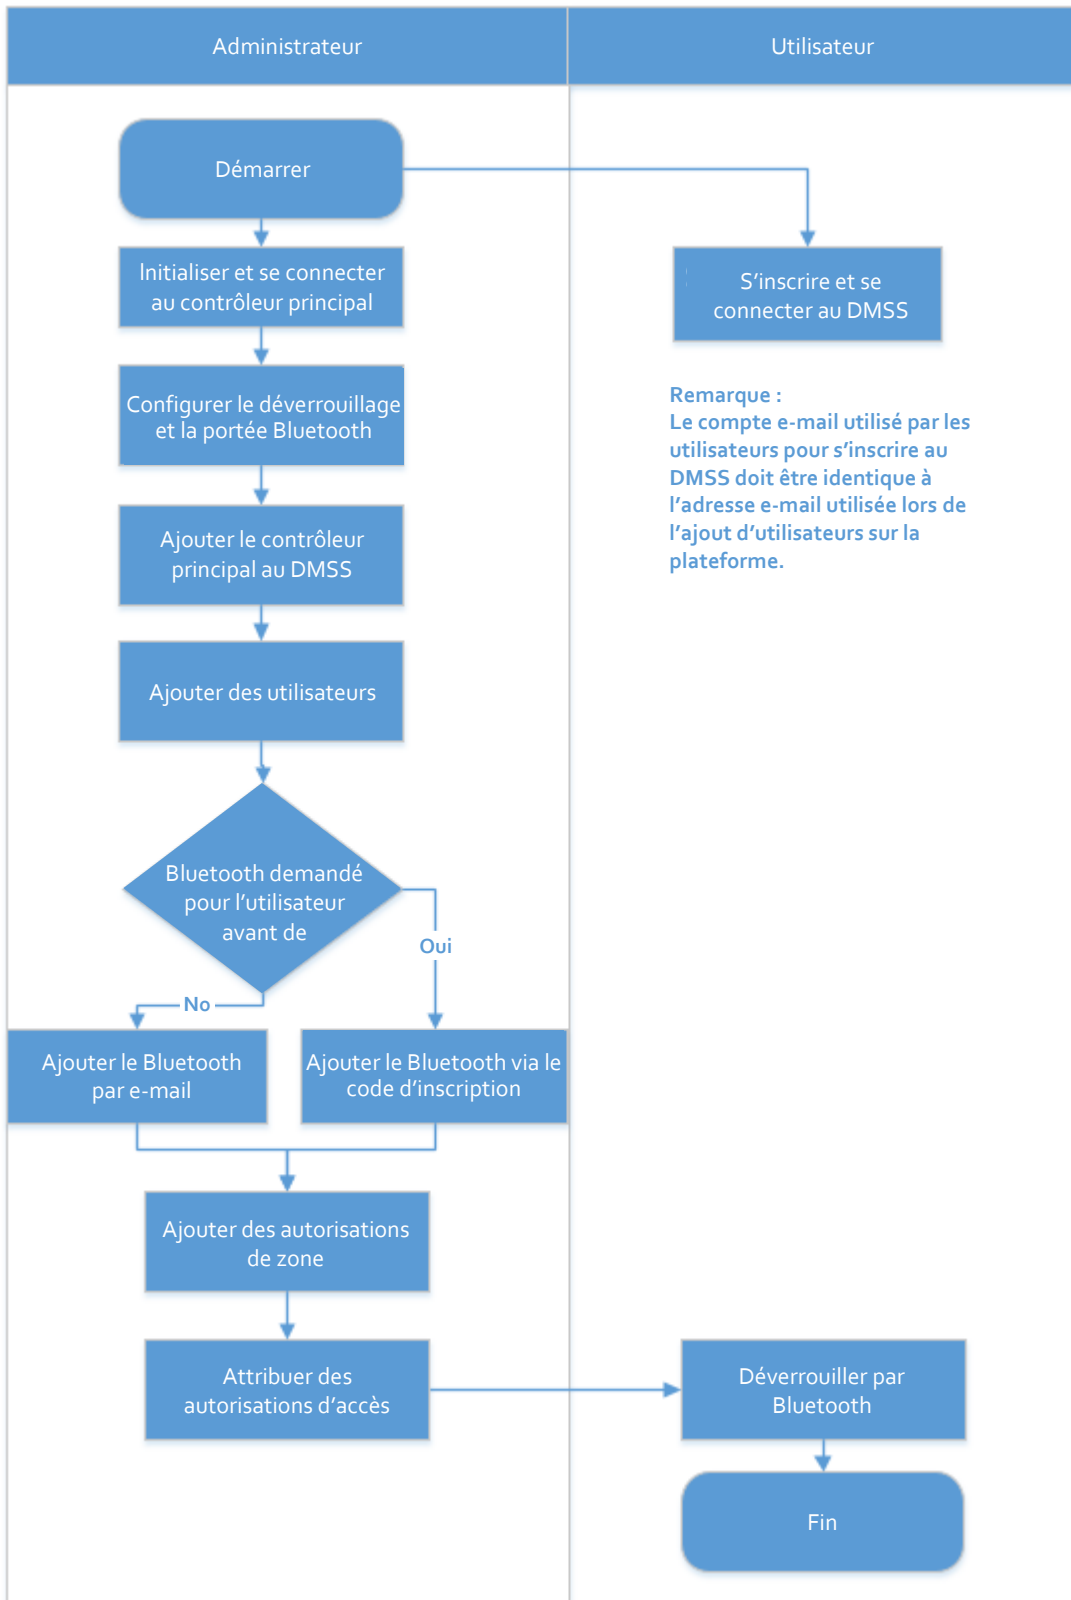 Administrateur
Utilisateur
Démarrer
Initialiser et se connecter
au contrôleur principal
S’inscrire et se
connecter au DMSS
Configurer le déverrouillage
et la portée Bluetooth
Remarque :
Le compte e-mail utilisé par les
utilisateurs pour s’inscrire au
DMSS doit être identique à
l’adresse e-mail utilisée lors de
l’ajout d’utilisateurs sur la
plateforme.
Ajouter le contrôleur
principal au DMSS
Ajouter des utilisateurs
Bluetooth demandé
pour l’utilisateur
avant de
Oui
No
Ajouter le Bluetooth
par e-mail
Ajouter le Bluetooth via le
code d’inscription
Ajouter des autorisations
de zone
Attribuer des
autorisations d’accès
Déverrouiller par
Bluetooth
Fin